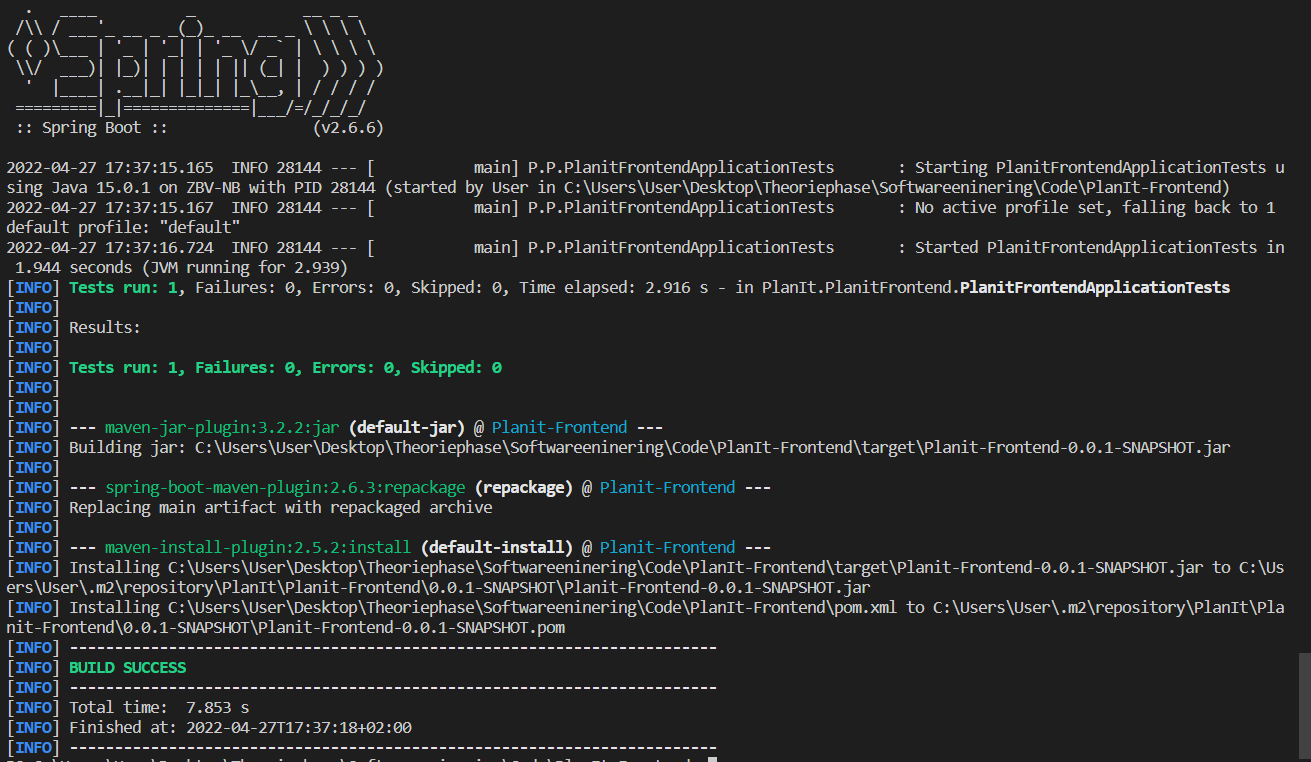 .   ____          _            __ _ _
 /\\ / ___'_ __ _ _(_)_ __  __ _ \ \ \ \
( ( )\___ | '_ | '_| | '_ \/ _` | \ \ \ \
 \\/  ___)| |_)| | | | | || (_| |  ) ) ) )
  '  |____| .__|_| |_|_| |_\__, | / / / /
 =========|_|==============|___/=/_/_/_/
 :: Spring Boot ::                (v2.6.6)
2022-04-27 17:37:15.165  INFO 28144 --- [           main] P.P.PlanitFrontendApplicationTests       : Starting PlanitFrontendApplicationTests u
sing Java 15.0.1 on ZBV-NB with PID 28144 (started by User in C:\Users\User\Desktop\Theoriephase\Softwareeninering\Code\PlanIt-Frontend)
2022-04-27 17:37:15.167  INFO 28144 --- [           main] P.P.PlanitFrontendApplicationTests       : No active profile set, falling back to 1
default profile: "default"
2022-04-27 17:37:16.724  INFO 28144 --- [           main] P.P.PlanitFrontendApplicationTests       : Started PlanitFrontendApplicationTests in
 1.944 seconds (JVM running for 2.939)
[INFO] Tests run: 1, Failures: 0, Errors: 0, Skipped: 0, Time elapsed: 2.916 s - in PlanIt.PlanitFrontend.PlanitFrontendApplicationTests
[INFO]
[INFO] Results:
[INFO]
[INFO] Tests run: 1, Failures: 0, Errors: 0, Skipped: 0
[INFO]
[INFO]
[INFO] --- maven-jar-plugin:3.2.2:jar (default-jar) @ Planit-Frontend ---
[INFO] Building jar: C:\Users\User\Desktop\Theoriephase\Softwareeninering\Code\PlanIt-Frontend\target\Planit-Frontend-0.0.1-SNAPSHOT.jar
[INFO]
[INFO] --- spring-boot-maven-plugin:2.6.3:repackage (repackage) @ Planit-Frontend ---
[INFO] Replacing main artifact with repackaged archive
[INFO]
[INFO] --- maven-install-plugin:2.5.2:install (default-install) @ Planit-Frontend ---
[INFO] Installing C:\Users\User\Desktop\Theoriephase\Softwareeninering\Code\PlanIt-Frontend\target\Planit-Frontend-0.0.1-SNAPSHOT.jar to C:\Us
ers\User\.m2\repository\PlanIt\Planit-Frontend\0.0.1-SNAPSHOT\Planit-Frontend-0.0.1-SNAPSHOT.jar
[INFO] Installing C:\Users\User\Desktop\Theoriephase\Softwareeninering\Code\PlanIt-Frontend\pom.xml to C:\Users\User\.m2\repository\PlanIt\Pla
nit-Frontend\0.0.1-SNAPSHOT\Planit-Frontend-0.0.1-SNAPSHOT.pom
[INFO] ------------------------------------------------------------------------
[INFO] BUILD SUCCESS
[INFO] ------------------------------------------------------------------------
[INFO] Total time:  7.853 s
[INFO] Finished at: 2022-04-27T17:37:18+02:00
[INFO] ------------------------------------------------------------------------